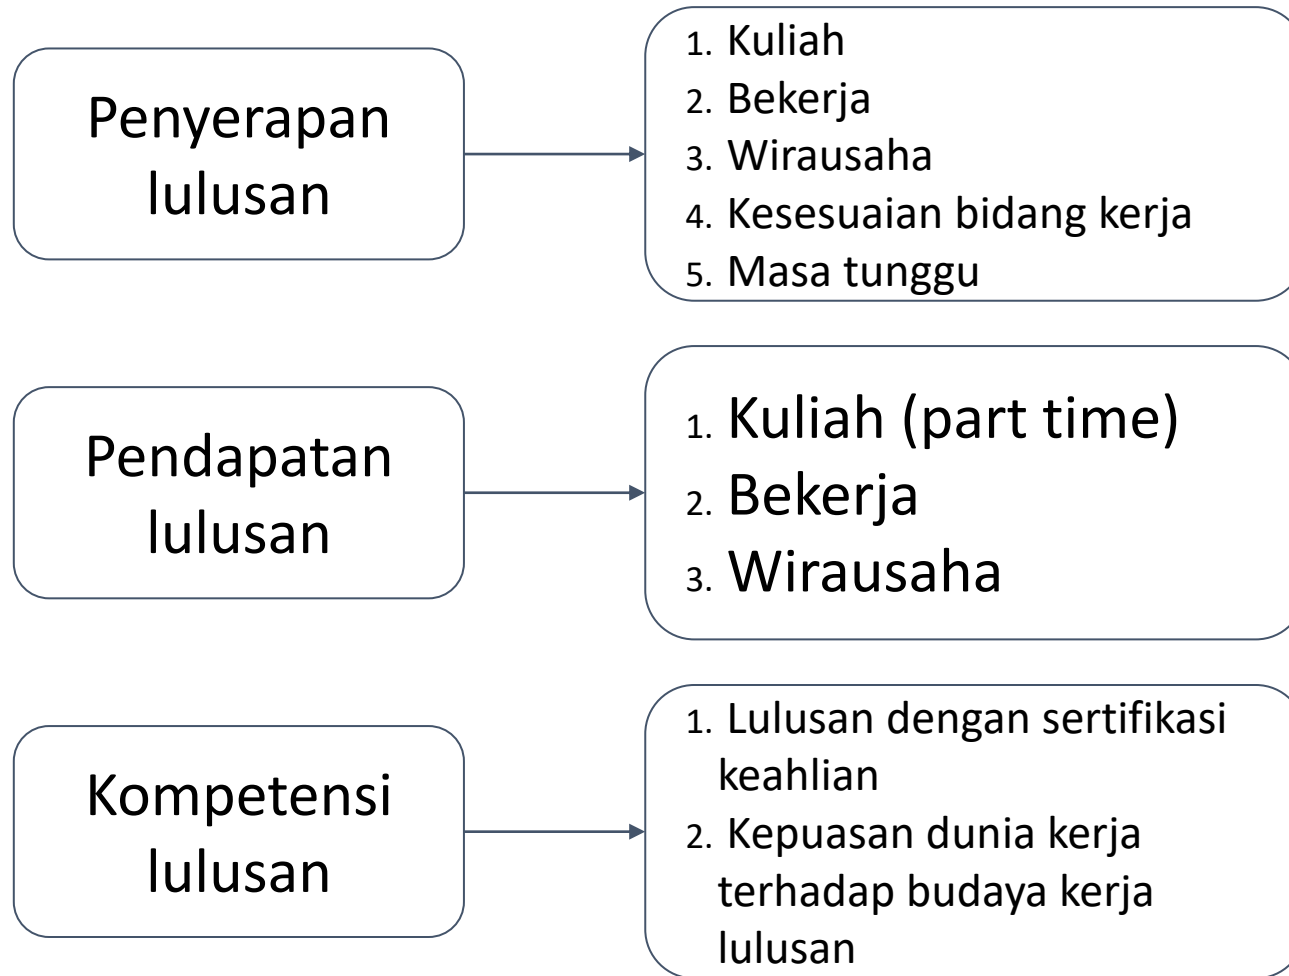 Penyerapan
lulusan
1. Kuliah
2. Bekerja
3. Wirausaha
4. Kesesuaian bidang kerja
5. Masa tunggu
Pendapatan
lulusan
1. Kuliah (part time)
2. Bekerja
3. Wirausaha
Kompetensi
lulusan
1. Lulusan dengan sertifikasi
keahlian
2. Kepuasan dunia kerja
terhadap budaya kerja
lulusan